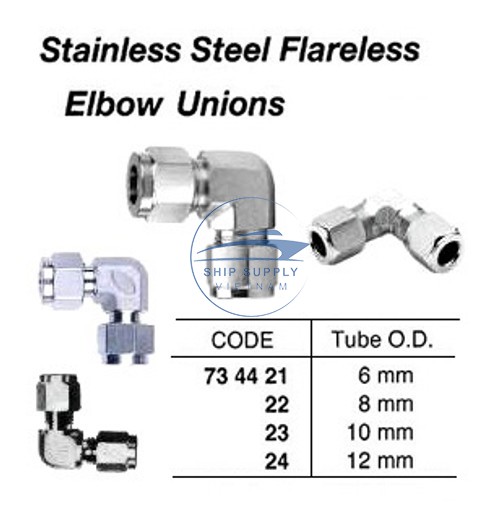 Stainless Steel Flareless
Elbow Unions
SHIP SUPPLY
VIETNAM
CODE Tube O.D.
73 44 21 6 mm
22 8 mm
23 10 mm
24 12 mm